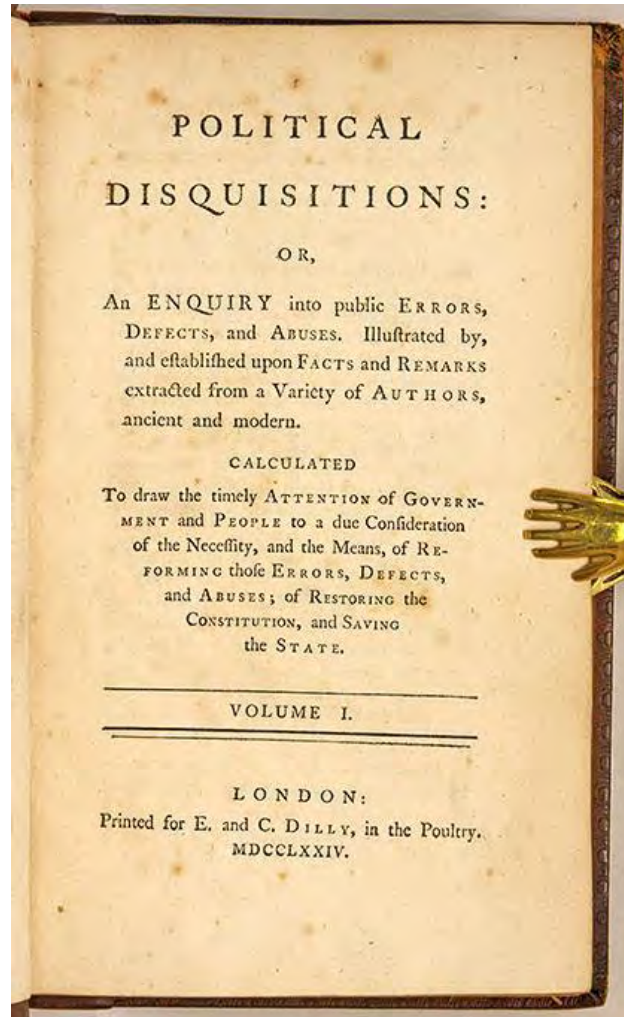 POLITICAL
DISQUISITIONS:
OR,
An ENQUIRY into public ERRORS,
DEFECTS, and ABUSES. Illuſtrated by,
and eſtabliſhed upon FACTS and REMARKS
extracted from a Variety of AUTHORS,
ancient and modern.
CALCULATED
To draw the timely ATTENTION of GOVERN-
MENT and PEOPLE to a due Conſideration
of the Neceſſity, and the Means, of RE-
FORMING thoſe ERRORS, DEFECTS,
and ABUSES; of RESTORING the
CONSTITUTION, and SAVING
the STATE.
VOLUME I.
LONDON:
Printed for E. and C. DILLY, in the Poultry.
MDCCLXXIV.